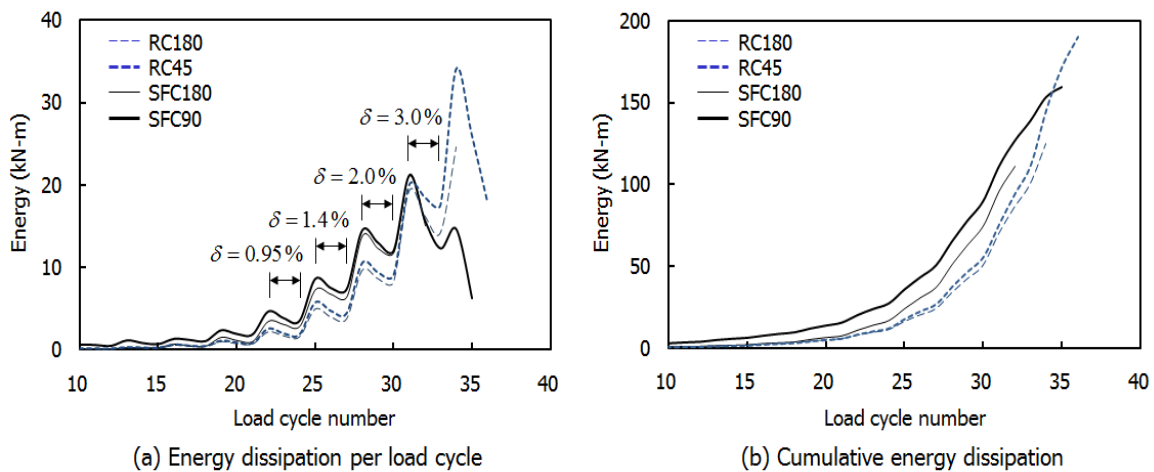 40
30
20
10
0
Energy (kN-m)
RC180
RC45
SFC180
SFC90
δ = 3.0 %
δ = 2.0 %
δ = 1.4 %
δ = 0.95 %
10 15 20 25 30 35 40
Load cycle number
(a) Energy dissipation per load cycle
200
150
100
50
0
Energy (kN-m)
RC180
RC45
SFC180
SFC90
10 15 20 25 30 35 40
Load cycle number
(b) Cumulative energy dissipation